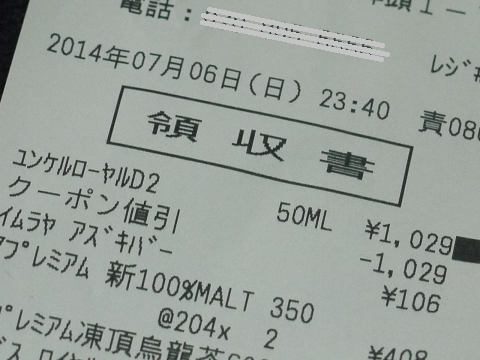 電話:
レジ
2014年07月06日(日) 23:40 責
領 収 書
ユンケルローヤルD2
50ML ¥1,029
クーポン値引 -1,029
イムラヤ アズキバー ¥106
プレミアム 新100%MALT 350
@204x 2 ¥408
プレミアム凍頂烏龍茶